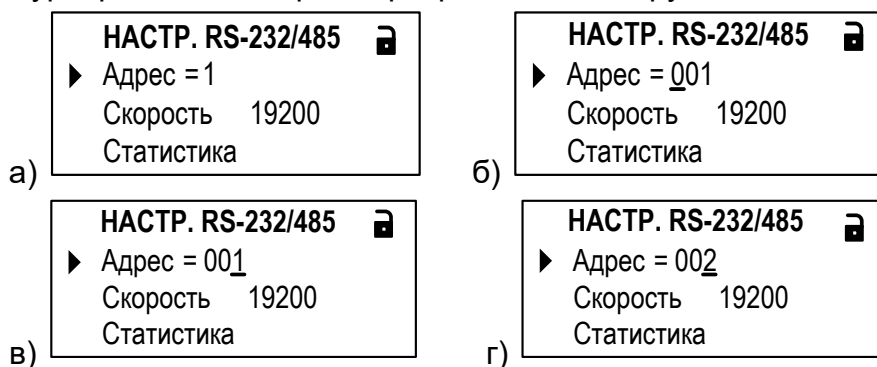 НАСТР. RS-232/485
Адрес =1
Скорость 19200
Статистика
а)
НАСТР. RS-232/485
Адрес = 001
Скорость 19200
Статистика
б)
НАСТР. RS-232/485
Адрес = 001
Скорость 19200
Статистика
в)
НАСТР. RS-232/485
Адрес = 002
Скорость 19200
Статистика
г)